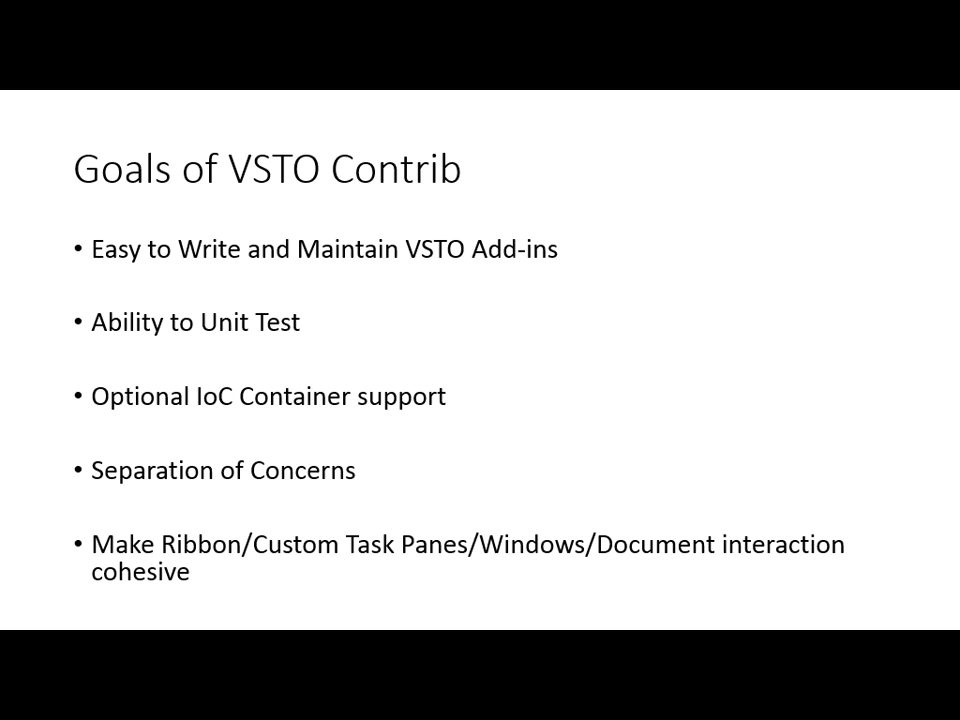 Goals of VSTO Contrib
• Easy to Write and Maintain VSTO Add-ins
• Ability to Unit Test
• Optional IoC Container support
• Separation of Concerns
• Make Ribbon/Custom Task Panes/Windows/Document interaction
cohesive